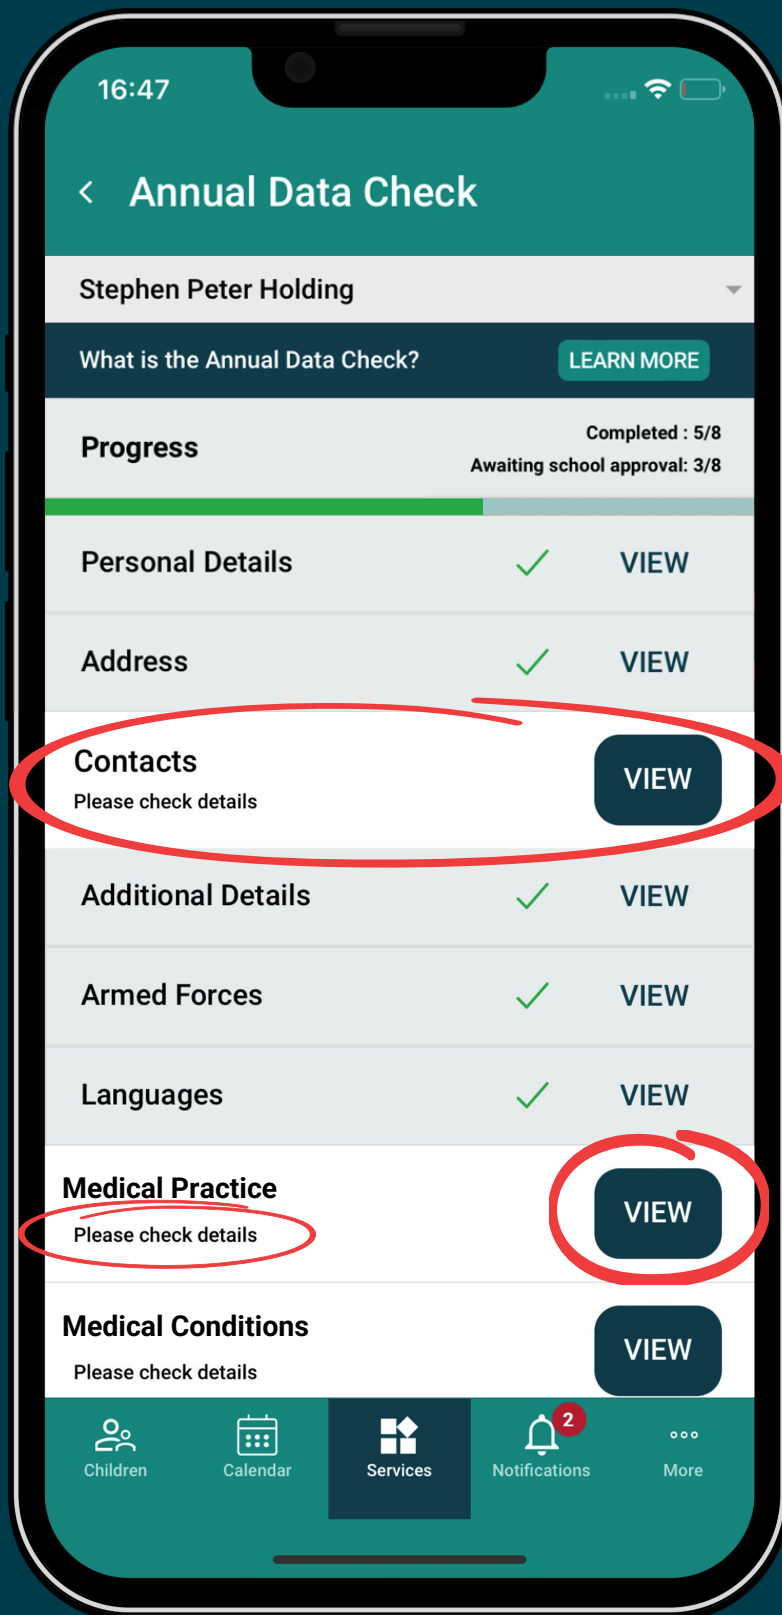 16:47
Annual Data Check
Stephen Peter Holding
What is the Annual Data Check? LEARN MORE
Progress
Completed : 5/8
Awaiting school approval: 3/8
Personal Details VIEW
Address VIEW
Contacts
Please check details
VIEW
Additional Details VIEW
Armed Forces VIEW
Languages VIEW
Medical Practice
Please check details
VIEW
Medical Conditions
Please check details
VIEW
2
Children Calendar Services Notifications More